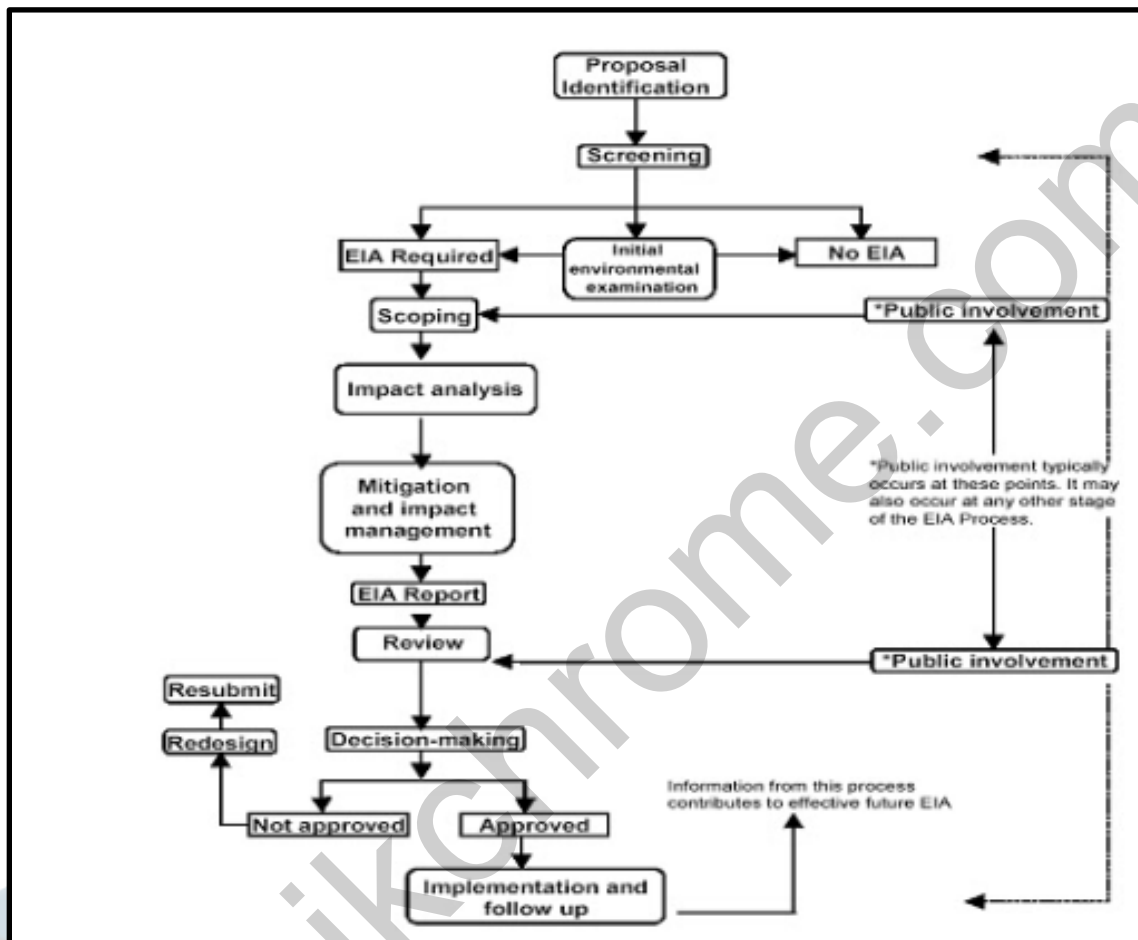 Proposal
Identification
Screening
EIA Required
Initial
environmental
examination
No EIA
Scoping
*Public involvement
Impact analysis
*Public involvement typically
occurs at these points. It may
also occur at any other stage
of the EIA Process.
Mitigation
and impact
management
EIA Report
Review
*Public involvement
Resubmit
Redesign
Decision-making
Information from this process
contributes to effective future EIA
Not approved
Approved
Implementation and
follow up
ikchrome.com